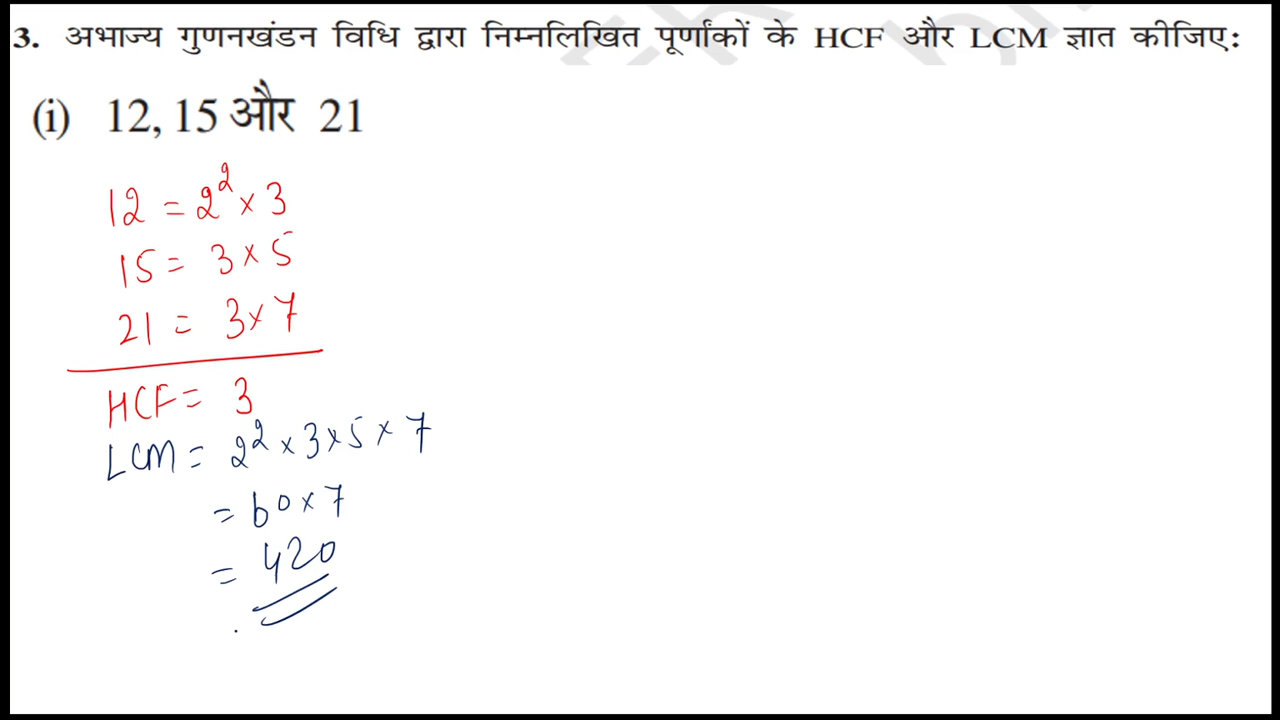 3. अभाज्य गुणनखंडन विधि द्वारा निम्नलिखित पूर्णांकों के HCF और LCM ज्ञात कीजिए:
(i) 12, 15 और 21
12 = 2² × 3
15 = 3 × 5
21 = 3 × 7
HCF = 3
LCM = 2² × 3 × 5 × 7
= 60 × 7
= 420